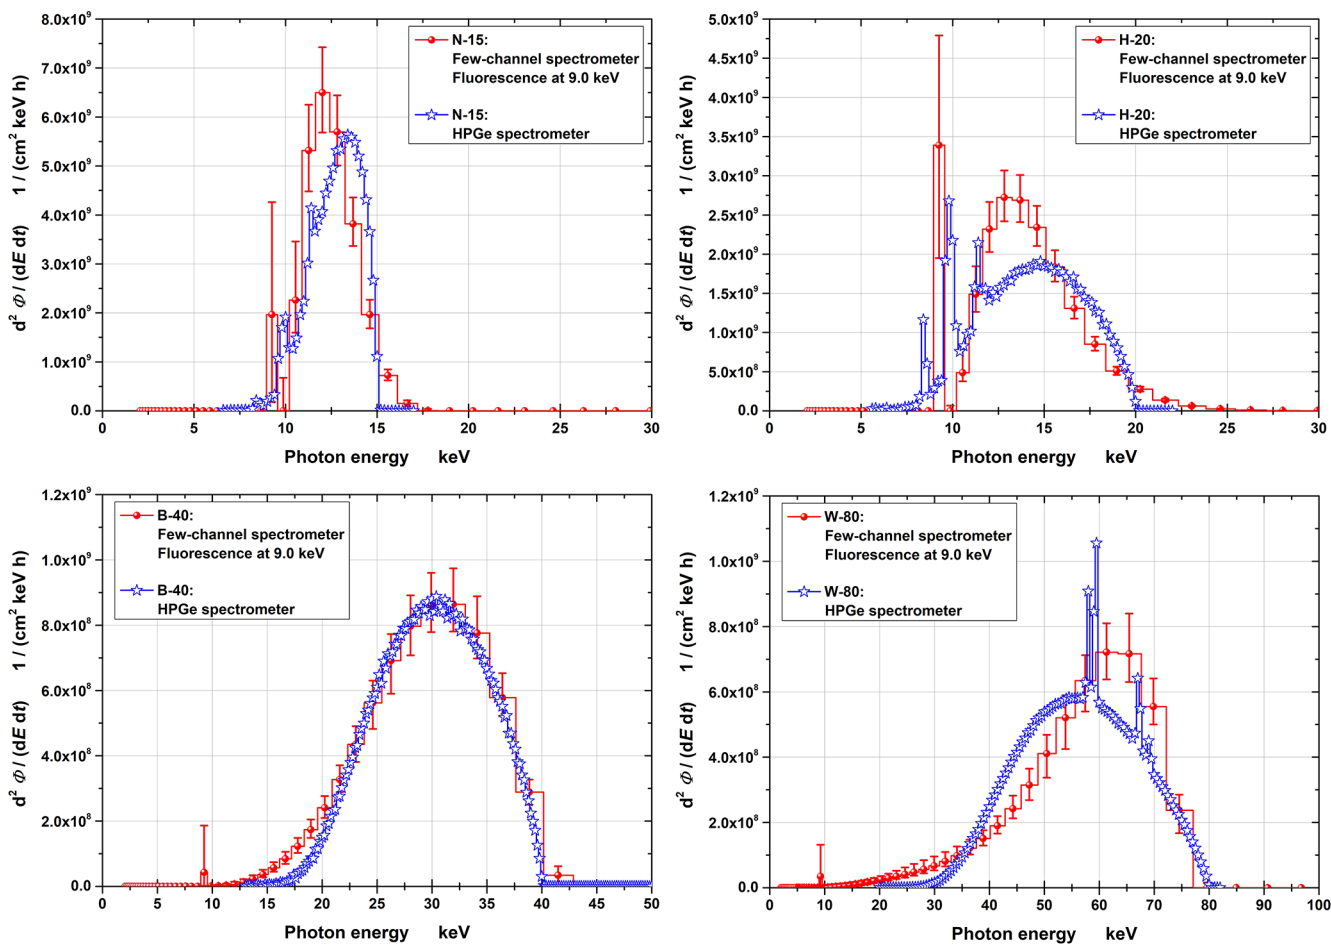 8.0x10⁹
7.0x10⁹
6.0x10⁹
5.0x10⁹
4.0x10⁹
3.0x10⁹
2.0x10⁹
1.0x10⁹
0.0
d² Φ / (dE dt) 1 / (cm² keV h)
N-15:
Few-channel spectrometer
Fluorescence at 9.0 keV
N-15:
HPGe spectrometer
0 5 10 15 20 25 30
Photon energy keV
5.0x10⁹
4.5x10⁹
4.0x10⁹
3.5x10⁹
3.0x10⁹
2.5x10⁹
2.0x10⁹
1.5x10⁹
1.0x10⁹
5.0x10⁸
0.0
d² Φ / (dE dt) 1 / (cm² keV h)
H-20:
Few-channel spectrometer
Fluorescence at 9.0 keV
H-20:
HPGe spectrometer
0 5 10 15 20 25 30
Photon energy keV
1.2x10⁹
1.0x10⁹
8.0x10⁸
6.0x10⁸
4.0x10⁸
2.0x10⁸
0.0
d² Φ / (dE dt) 1 / (cm² keV h)
B-40:
Few-channel spectrometer
Fluorescence at 9.0 keV
B-40:
HPGe spectrometer
0 5 10 15 20 25 30 35 40 45 50
Photon energy keV
1.2x10⁹
1.0x10⁹
8.0x10⁸
6.0x10⁸
4.0x10⁸
2.0x10⁸
0.0
d² Φ / (dE dt) 1 / (cm² keV h)
W-80:
Few-channel spectrometer
Fluorescence at 9.0 keV
W-80:
HPGe spectrometer
0 10 20 30 40 50 60 70 80 90 100
Photon energy keV